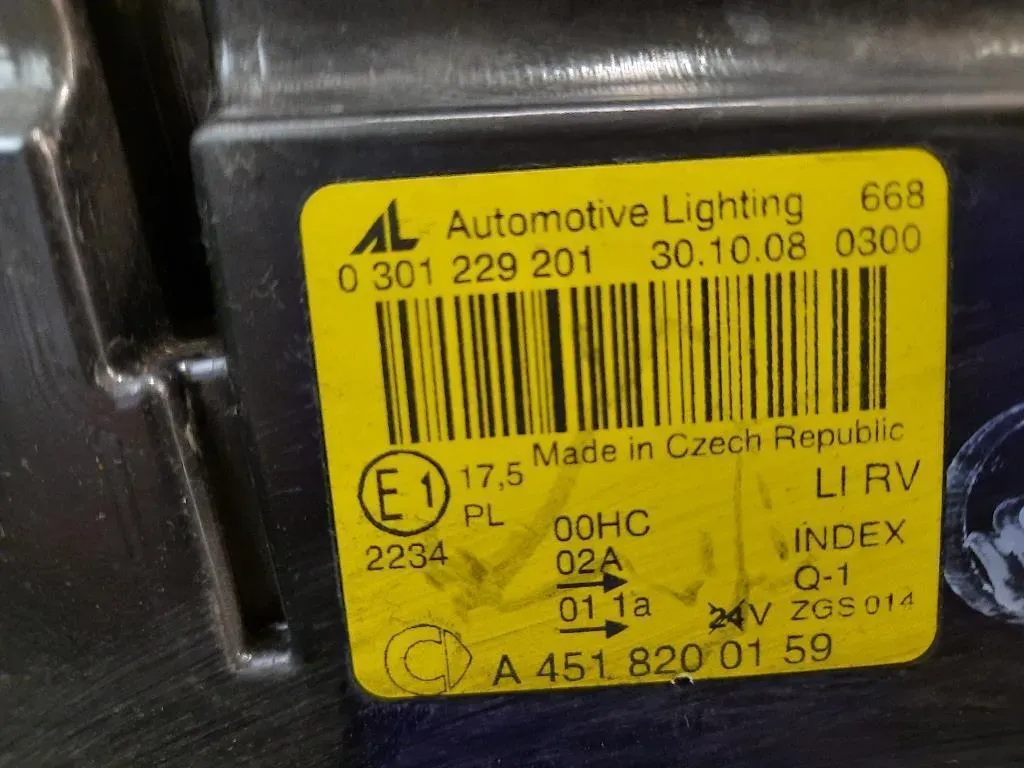 AL Automotive Lighting 668
0 301 229 201 30.10.08 0300
Made in Czech Republic
E1 17,5 LI RV
PL
2234
00HC INDEX
02A Q-1
01 1a 24V ZGS 014
A 451 820 01 59